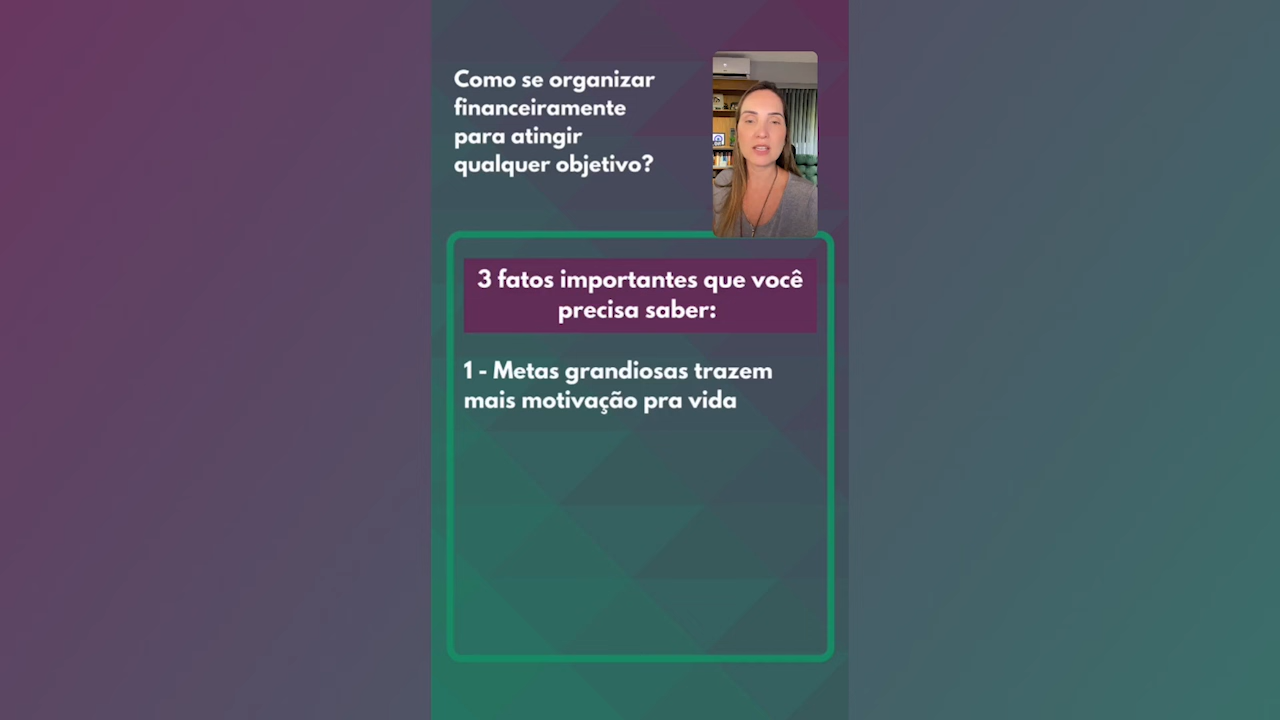 Como se organizar
financeiramente
para atingir
qualquer objetivo?
3 fatos importantes que você
precisa saber:
1 - Metas grandiosas trazem
mais motivação pra vida